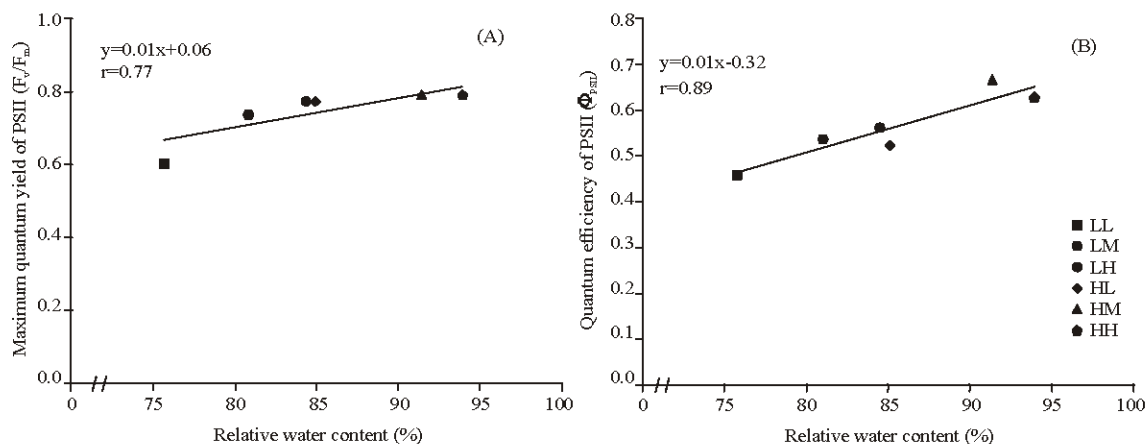 1.0
0.8
0.6
0.4
0.2
0.0
Maximum quantum yield of PSII (Fv/Fm)
y=0.01x+0.06
r=0.77
(A)
0 75 80 85 90 95 100
Relative water content (%)
0.8
0.7
0.6
0.5
0.4
0.3
0.2
0.1
0.0
Quantum efficiency of PSII (ΦPSII)
y=0.01x-0.32
r=0.89
(B)
LL
LM
LH
HL
HM
HH
0 75 80 85 90 95 100
Relative water content (%)